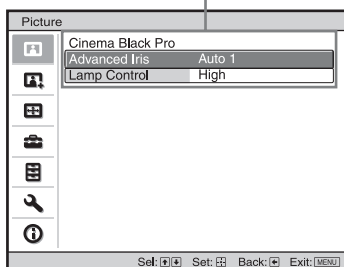 Picture
Cinema Black Pro
Advanced Iris Auto 1
Lamp Control High
Sel: Set: Back: Exit: MENU